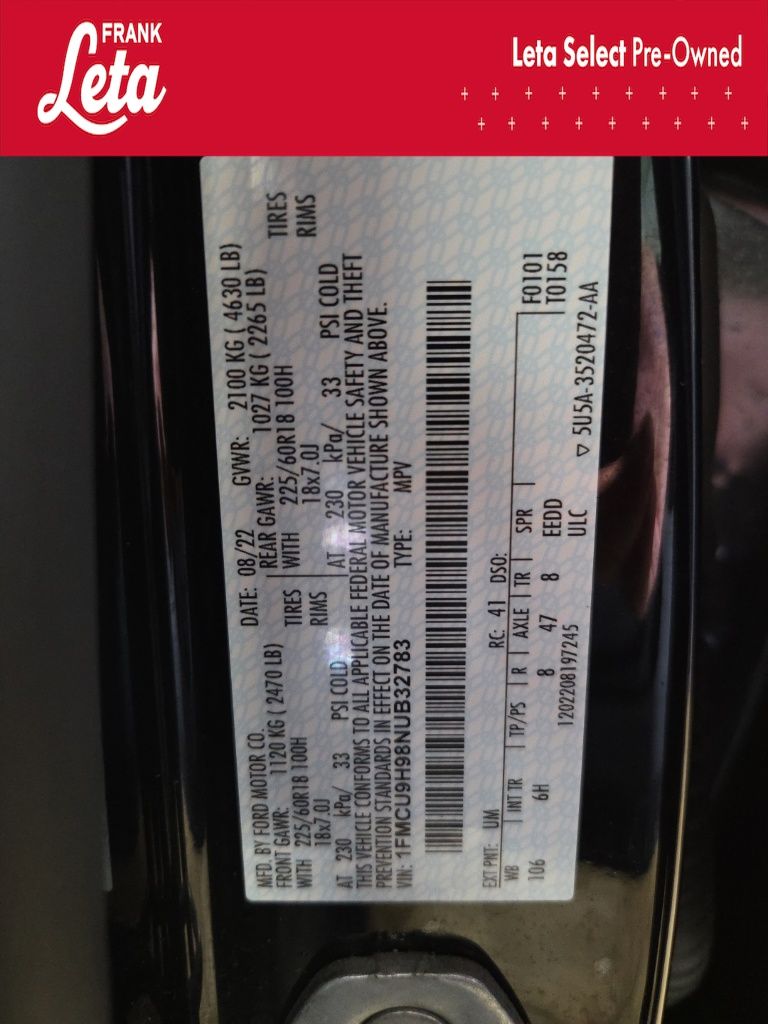 FRANK
Leta
Leta Select Pre-Owned
MFD. BY FORD MOTOR CO.
DATE: 08/22 GVWR: 2100 KG ( 4630 LB)
FRONT GAWR: 1120 KG ( 2470 LB)
REAR GAWR: 1027 KG ( 2265 LB)
WITH 225/60R18 100H TIRES
WITH 225/60R18 100H TIRES
18x7.0J RIMS
18x7.0J RIMS
AT 230 kPa/ 33 PSI COLD
AT 230 kPa/ 33 PSI COLD
THIS VEHICLE CONFORMS TO ALL APPLICABLE FEDERAL MOTOR VEHICLE SAFETY AND THEFT
PREVENTION STANDARDS IN EFFECT ON THE DATE OF MANUFACTURE SHOWN ABOVE.
VIN: 1FMCU9H98NUB32783 TYPE: MPV
EXT PNT: UM RC: 41 DSO:
WB INT TR TP/PS R AXLE TR SPR
F0101
T0158
106 6H 8 47 8 EEDD
1202208197245 ULC
▽ 5U5A-3520472-AA